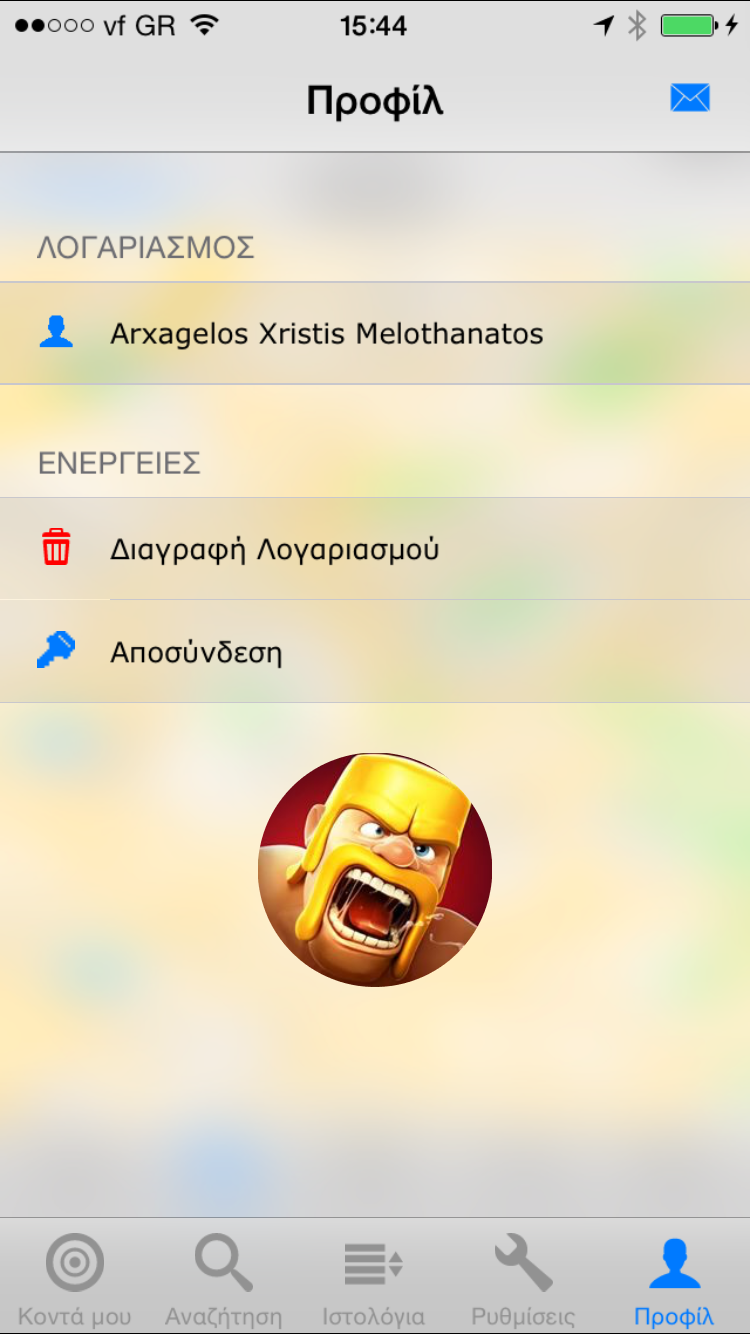 vf GR 15:44
Προφίλ
ΛΟΓΑΡΙΑΣΜΟΣ
Arxagelos Xristis Melothanatos
ΕΝΕΡΓΕΙΕΣ
Διαγραφή Λογαριασμού
Αποσύνδεση
Κοντά μου Αναζήτηση Ιστολόγια Ρυθμίσεις Προφίλ